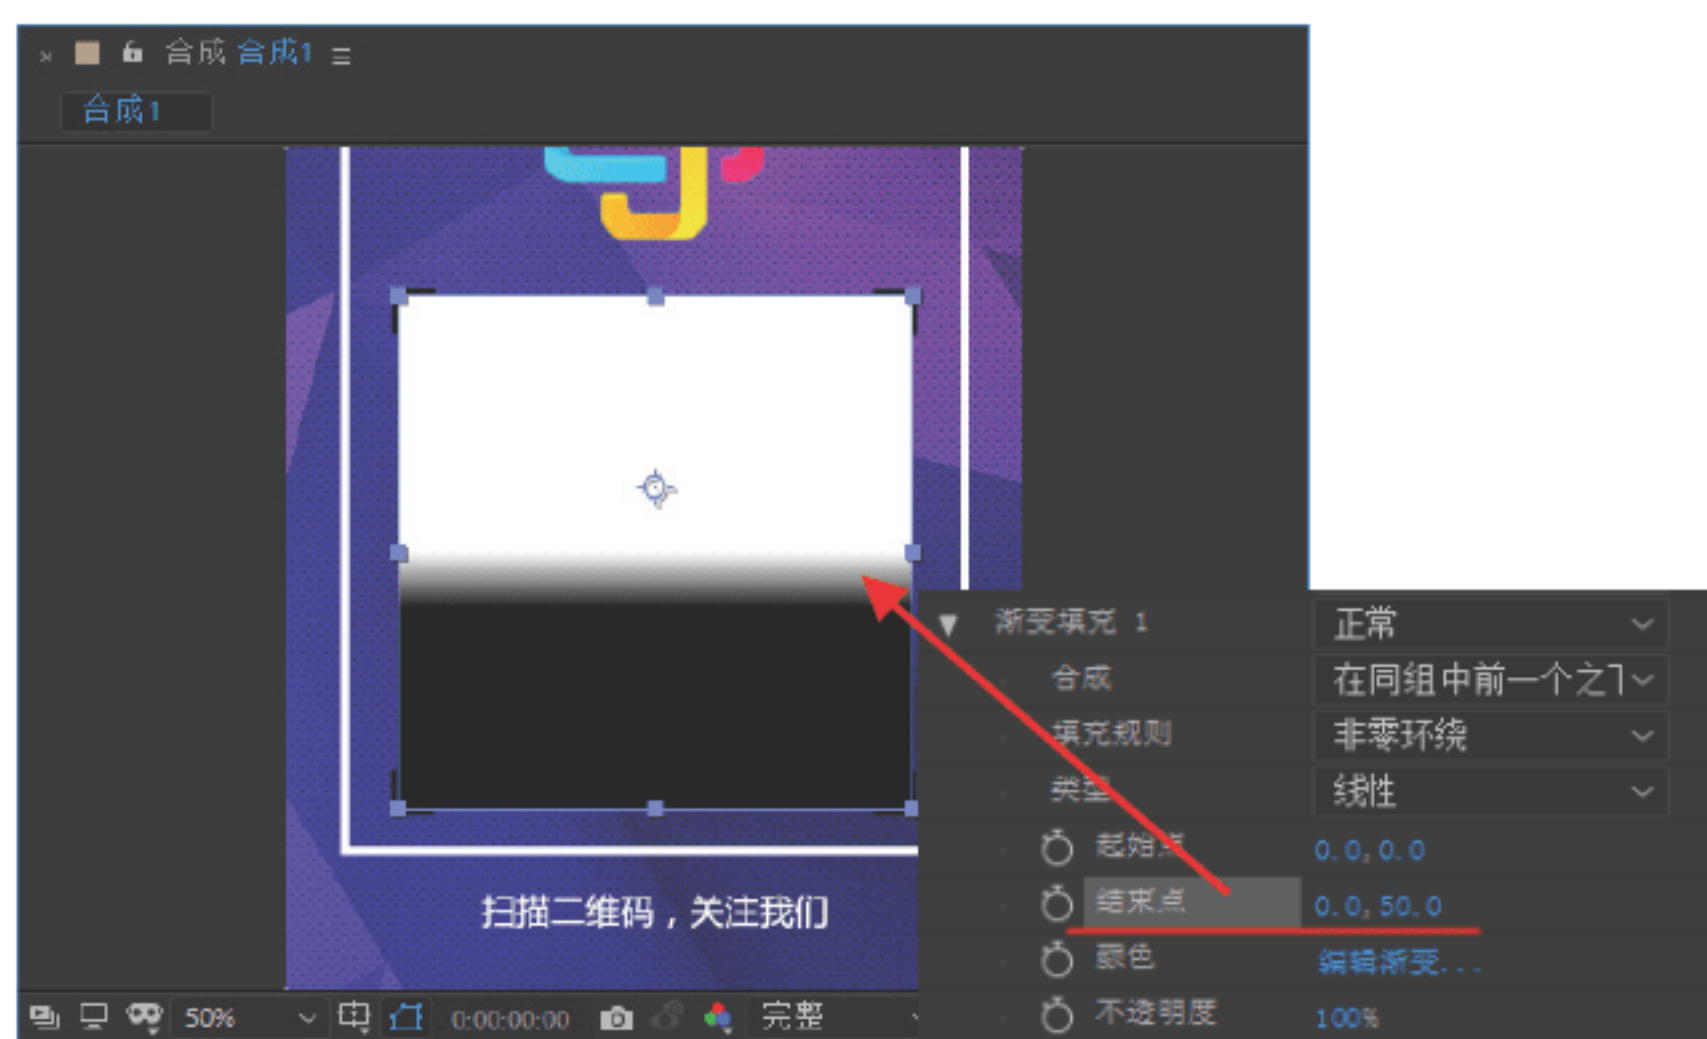 合成 合成1
合成1
扫描二维码，关注我们
50%
0:00:00:00
完整
渐变填充 1 正常
合成 在同组中前一个之下
填充规则 非零环绕
类型 线性
起始点 0.0,0.0
结束点 0.0,50.0
颜色 编辑渐变...
不透明度 100%